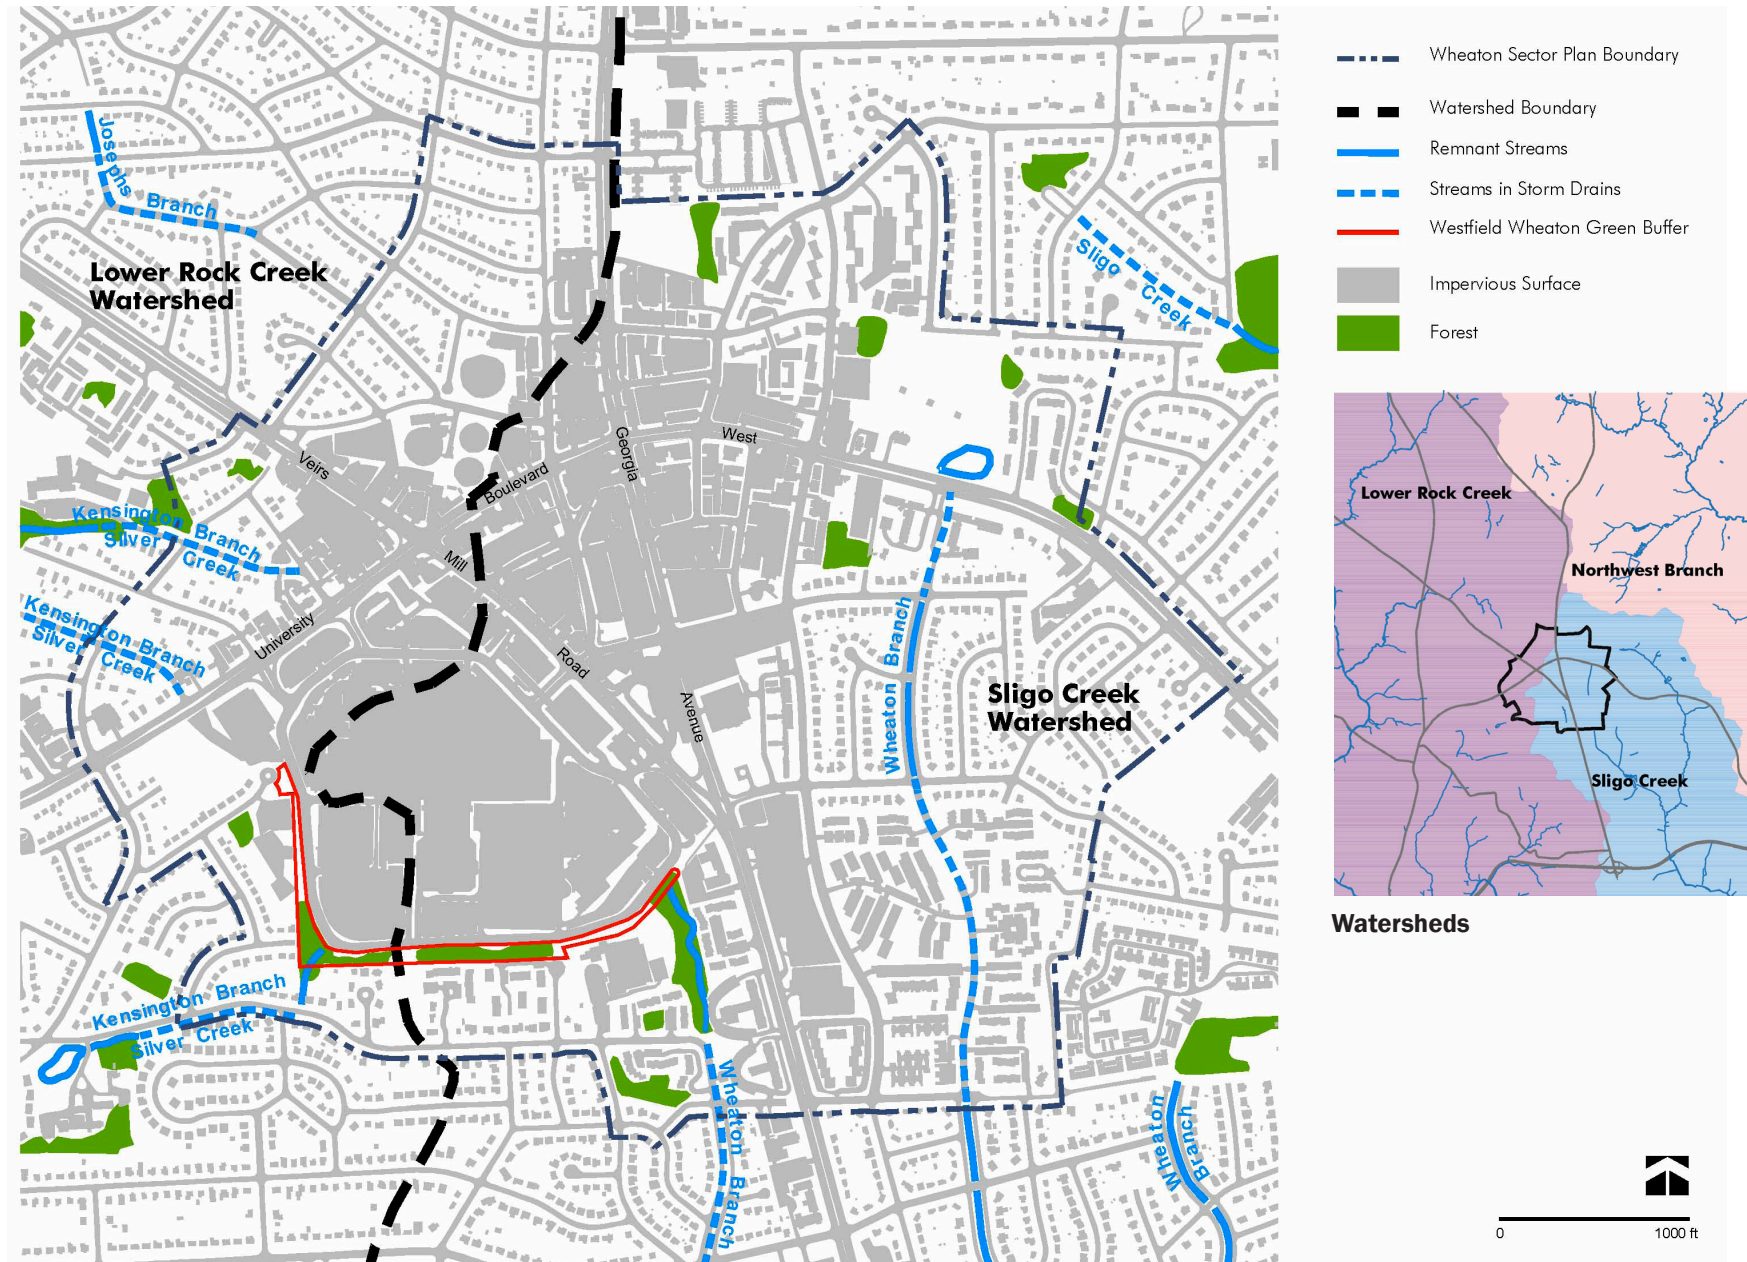 Josephs
Branch
Lower Rock Creek
Watershed
Kensington Branch
Silver Creek
Kensington Branch
Silver Creek
Veirs
Mill
Road
University
Boulevard
West
Georgia
Avenue
Sligo
Creek
Wheaton Branch
Sligo Creek
Watershed
Kensington Branch
Silver Creek
Wheaton Branch
Wheaton
Branch
Wheaton Sector Plan Boundary
Watershed Boundary
Remnant Streams
Streams in Storm Drains
Westfield Wheaton Green Buffer
Impervious Surface
Forest
Lower Rock Creek
Northwest Branch
Sligo Creek
Watersheds
0 1000 ft